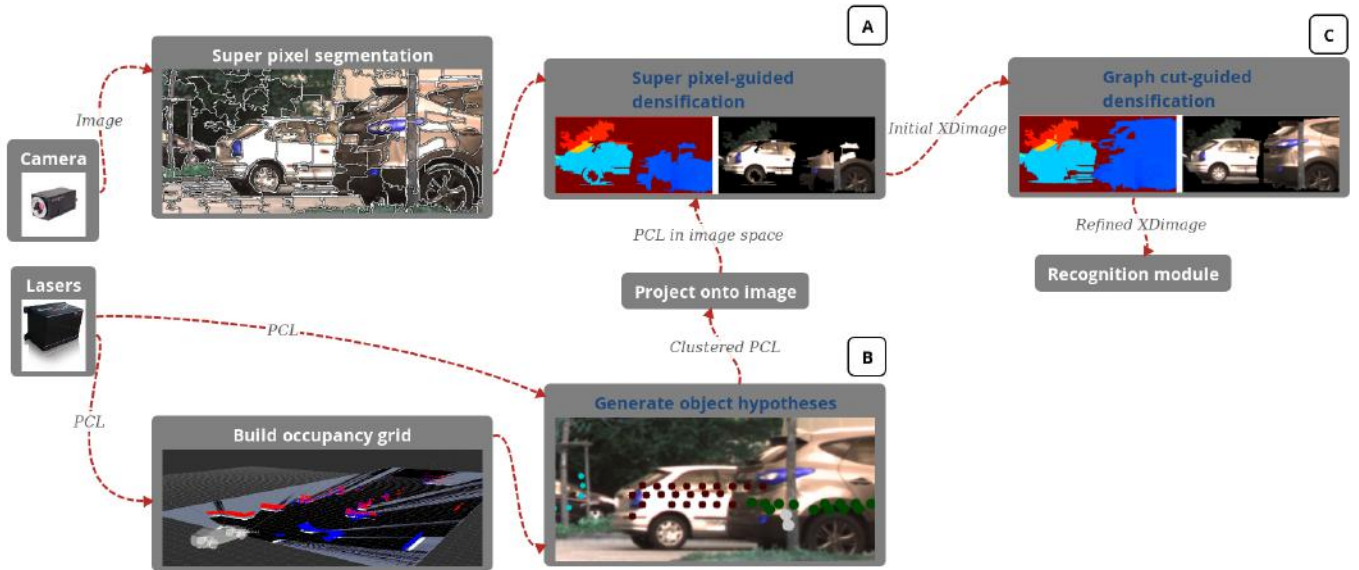 Super pixel segmentation
A
C
Super pixel-guided
densification
Graph cut-guided
densification
Image
Initial XDimage
Camera
PCL in image space
Refined XDimage
Lasers
Project onto image
Recognition module
PCL
Clustered PCL
B
PCL
Generate object hypotheses
Build occupancy grid